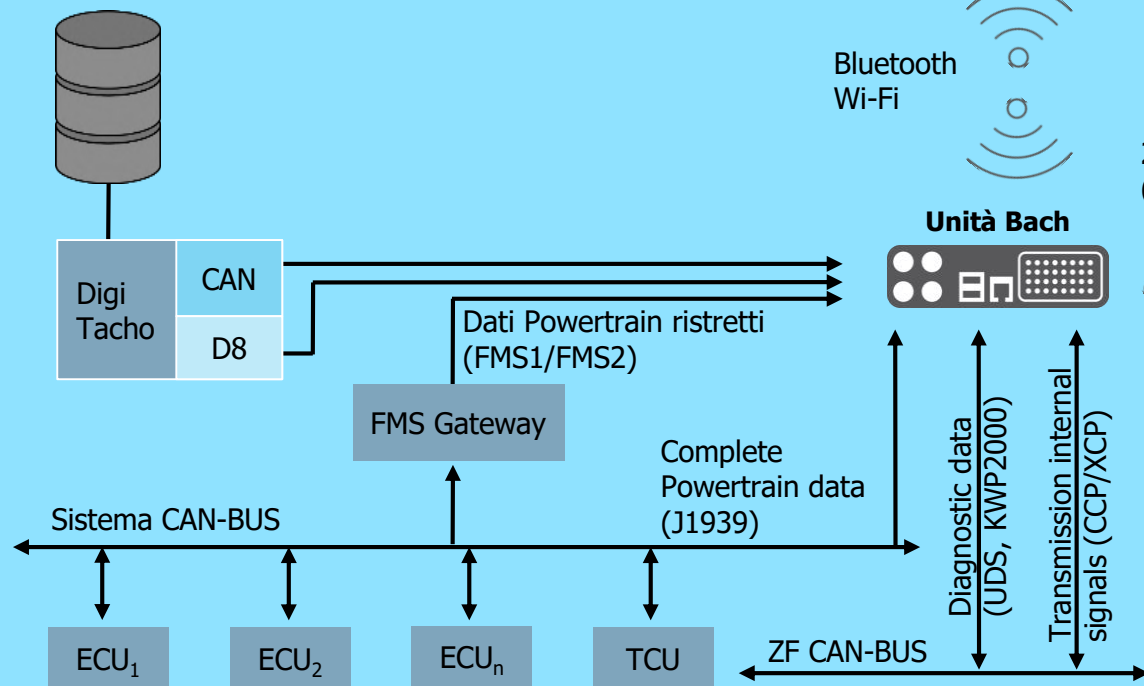 Bluetooth
Wi-Fi
Unità Bach
Digi
Tacho
CAN
D8
Dati Powertrain ristretti
(FMS1/FMS2)
FMS Gateway
Complete
Powertrain data
(J1939)
Sistema CAN-BUS
Diagnostic data
(UDS, KWP2000)
Transmission internal
signals (CCP/XCP)
ECU₁
ECU₂
ECUₙ
TCU
ZF CAN-BUS